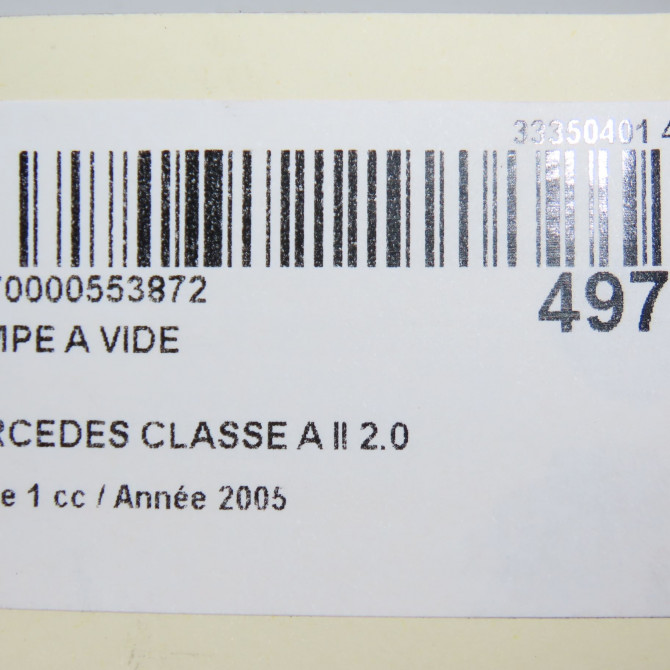 33350401 4
70000553872
497
MPE A VIDE
RCEDES CLASSE A II 2.0
e 1 cc / Année 2005